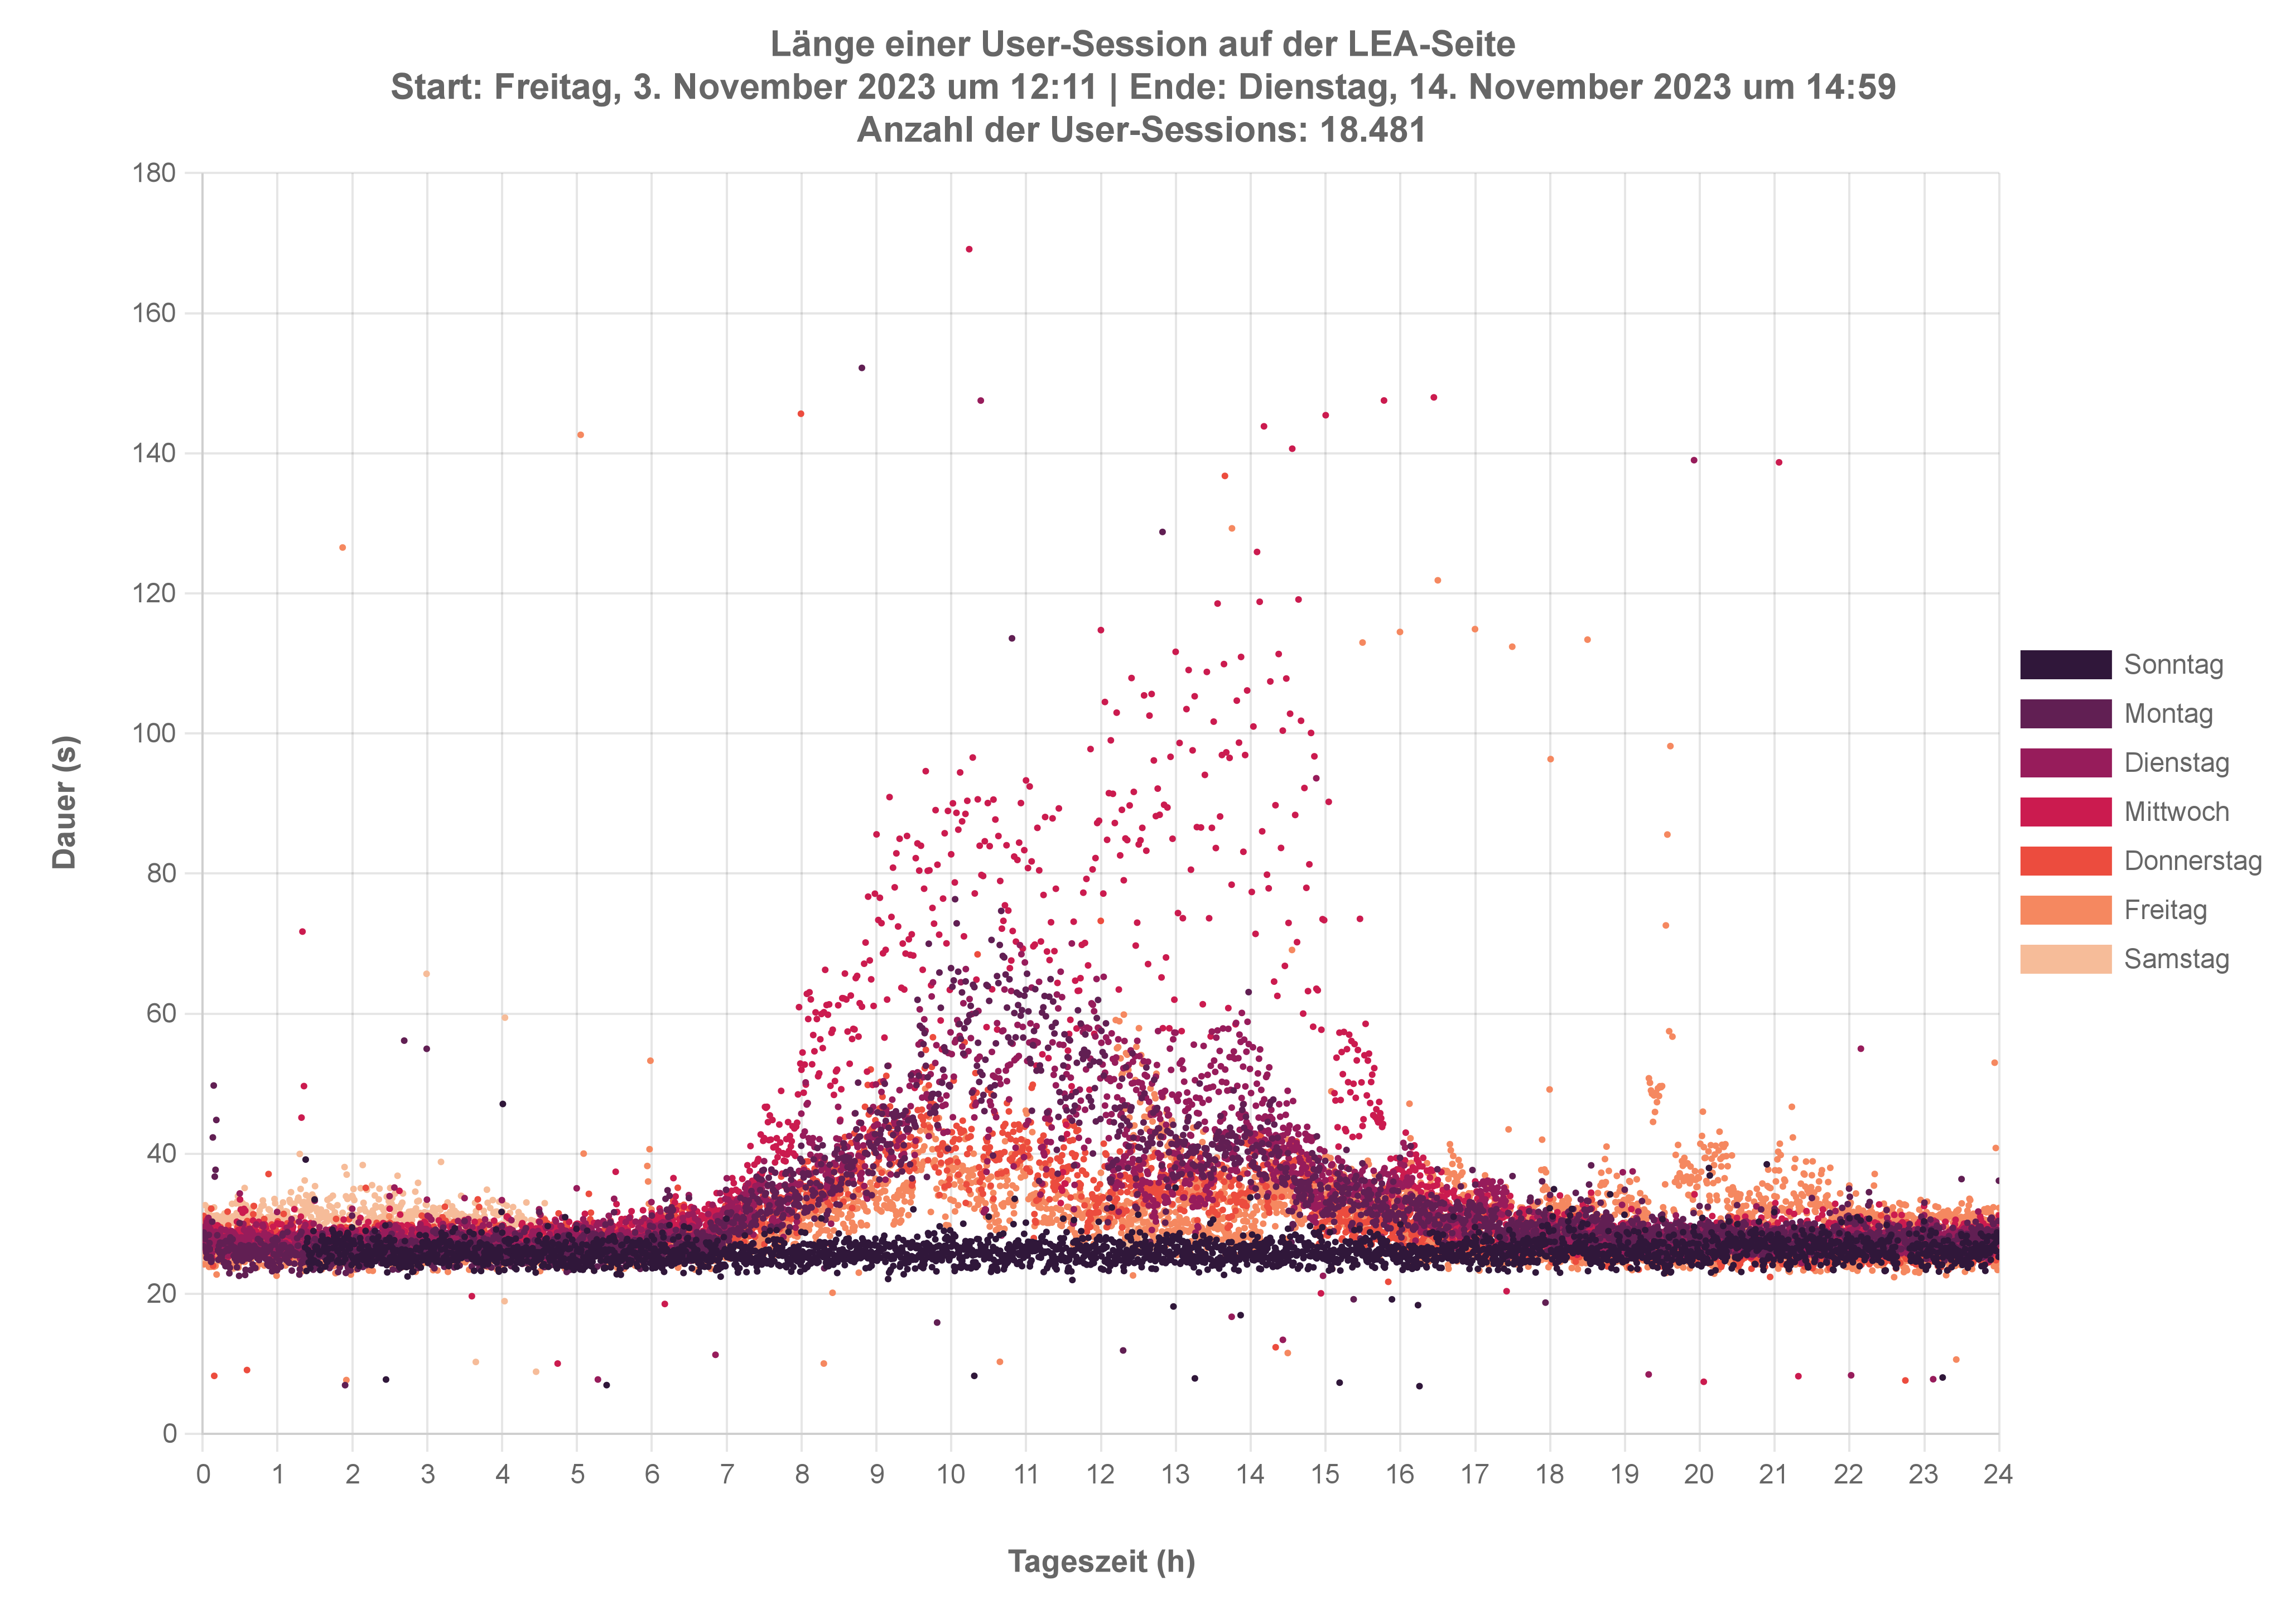 Länge einer User-Session auf der LEA-Seite
Start: Freitag, 3. November 2023 um 12:11 | Ende: Dienstag, 14. November 2023 um 14:59
Anzahl der User-Sessions: 18.481
180
160
140
120
100
80
60
40
20
0
Dauer (s)
0 1 2 3 4 5 6 7 8 9 10 11 12 13 14 15 16 17 18 19 20 21 22 23 24
Tageszeit (h)
Sonntag
Montag
Dienstag
Mittwoch
Donnerstag
Freitag
Samstag